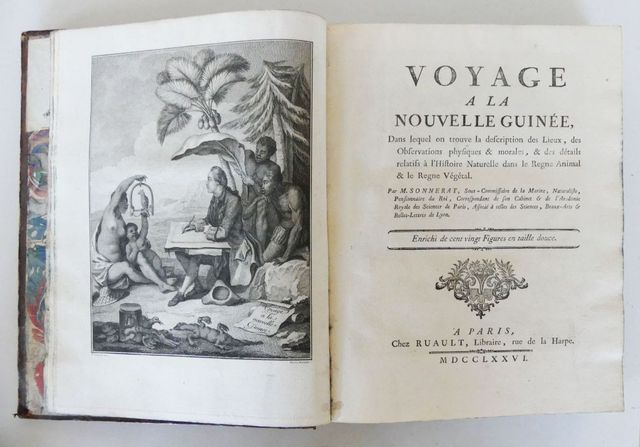 Voyage
a la
nouvelle
Guinée
VOYAGE
A LA
NOUVELLE GUINÉE,
Dans lequel on trouve la description des Lieux, des
Observations physiques & morales, & des détails
relatifs à l'Histoire Naturelle dans le Regne Animal
& le Regne Végétal.
Par M. SONNERAT, Sous-Commissaire de la Marine, Naturaliste,
Pensionnaire du Roi, Correspondant de son Cabinet & de l'Académie
Royale des Sciences de Paris, Associé à celles des Sciences, Beaux-Arts &
Belles-Lettres de Lyon.
Enrichi de cent vingt Figures en taille douce.
A PARIS,
Chez RUAULT, Libraire, rue de la Harpe.
MDCCLXXVI.